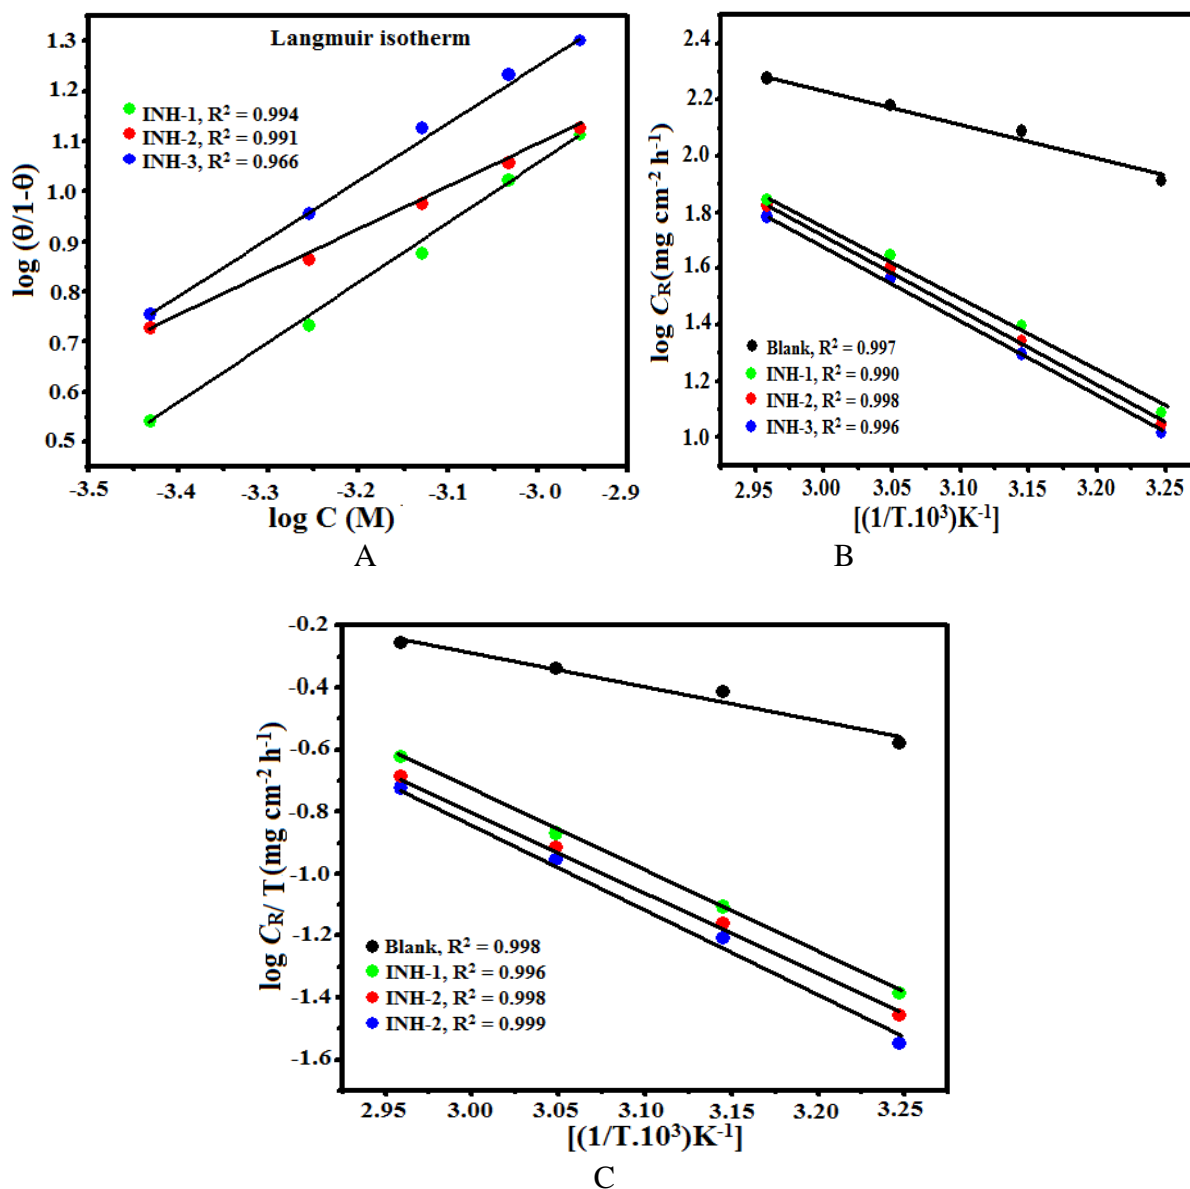 Langmuir isotherm
log (θ/1-θ)
1.3
1.2
1.1
1.0
0.9
0.8
0.7
0.6
0.5
INH-1, R² = 0.994
INH-2, R² = 0.991
INH-3, R² = 0.966
-3.5 -3.4 -3.3 -3.2 -3.1 -3.0 -2.9
log C (M)
A
log CR(mg cm⁻² h⁻¹)
2.4
2.2
2.0
1.8
1.6
1.4
1.2
1.0
Blank, R² = 0.997
INH-1, R² = 0.990
INH-2, R² = 0.998
INH-3, R² = 0.996
2.95 3.00 3.05 3.10 3.15 3.20 3.25
[(1/T.10³)K⁻¹]
B
log CR/ T (mg cm⁻² h⁻¹)
-0.2
-0.4
-0.6
-0.8
-1.0
-1.2
-1.4
-1.6
Blank, R² = 0.998
INH-1, R² = 0.996
INH-2, R² = 0.998
INH-2, R² = 0.999
2.95 3.00 3.05 3.10 3.15 3.20 3.25
[(1/T.10³)K⁻¹]
C